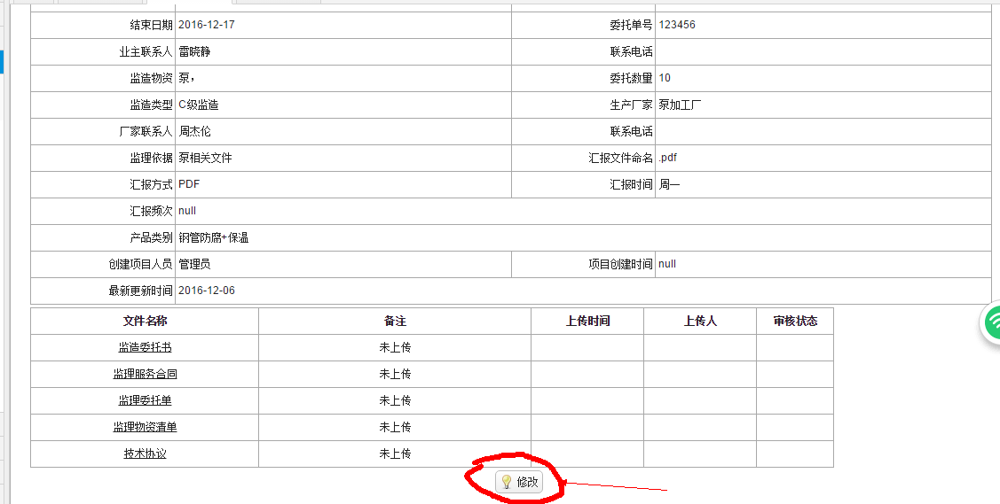 结束日期 2016-12-17 委托单号 123456
业主联系人 雷晓静 联系电话
监造物资 泵， 委托数量 10
监造类型 C级监造 生产厂家 泵加工厂
厂家联系人 周杰伦 联系电话
监理依据 泵相关文件 汇报文件命名 .pdf
汇报方式 PDF 汇报时间 周一
汇报频次 null
产品类别 钢管防腐+保温
创建项目人员 管理员 项目创建时间 null
最新更新时间 2016-12-06
文件名称 备注 上传时间 上传人 审核状态
监造委托书 未上传
监理服务合同 未上传
监理委托单 未上传
监理物资清单 未上传
技术协议 未上传
修改